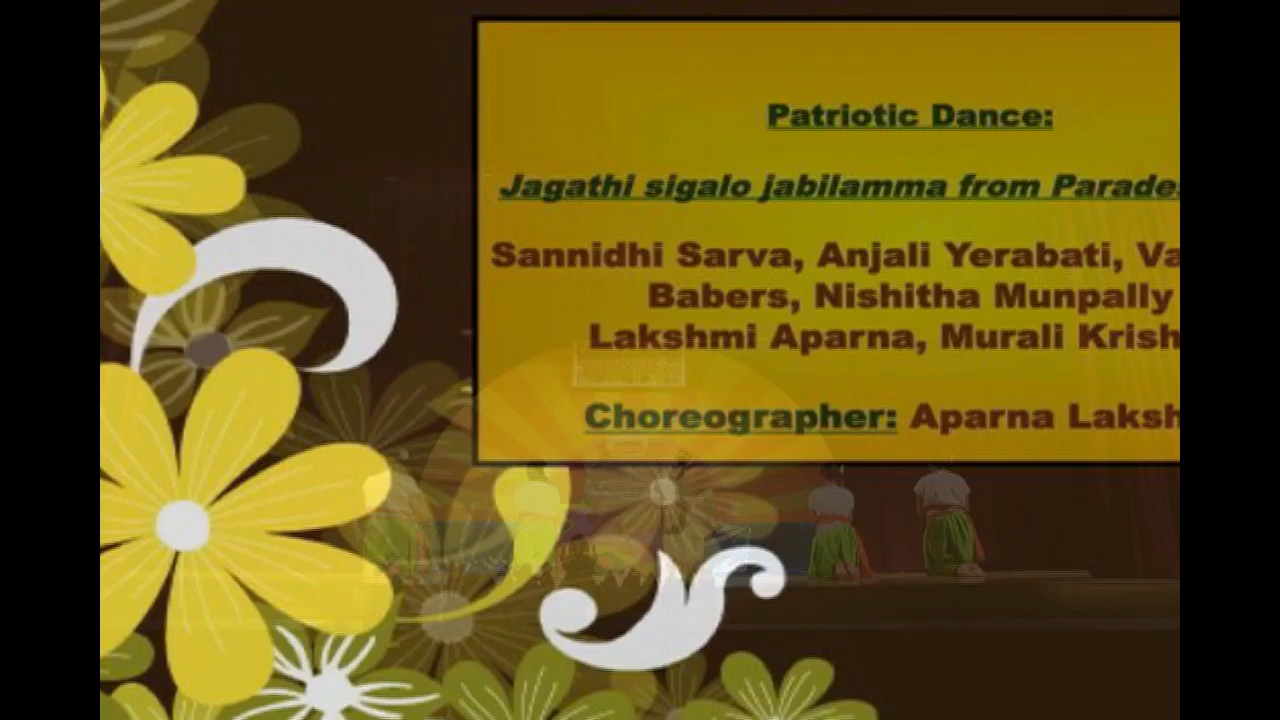 Patriotic Dance:
Jagathi sigalo jabilamma from Parades
Sannidhi Sarva, Anjali Yerabati, Va
Babers, Nishitha Munpally
Lakshmi Aparna, Murali Krish
Choreographer: Aparna Laksh